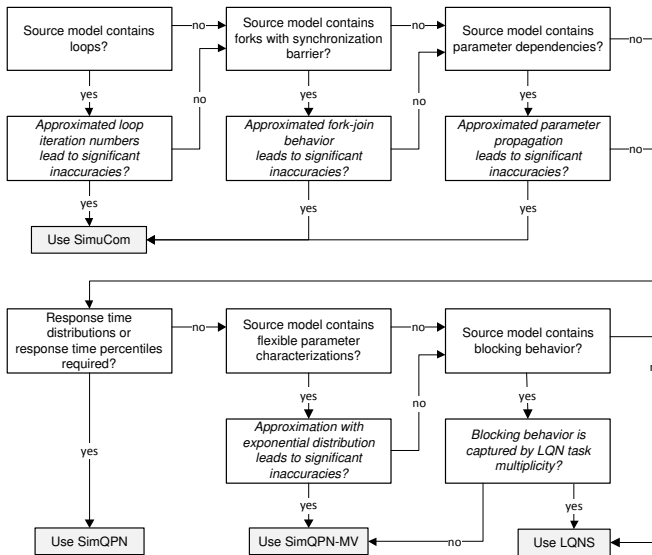 Source model contains
loops?
no
Source model contains
forks with synchronization
barrier?
no
Source model contains
parameter dependencies?
no
yes
no
yes
no
yes
Approximated loop
iteration numbers
lead to significant
inaccuracies?
Approximated fork-join
behavior
leads to significant
inaccuracies?
Approximated parameter
propagation
leads to significant
inaccuracies?
no
yes
yes
yes
Use SimuCom
Response time
distributions or
response time percentiles
required?
no
Source model contains
flexible parameter
characterizations?
no
Source model contains
blocking behavior?
yes
no
yes
Approximation with
exponential distribution
leads to significant
inaccuracies?
Blocking behavior is
captured by LQN task
multiplicity?
yes
yes
yes
no
Use SimQPN
Use SimQPN-MV
Use LQNS